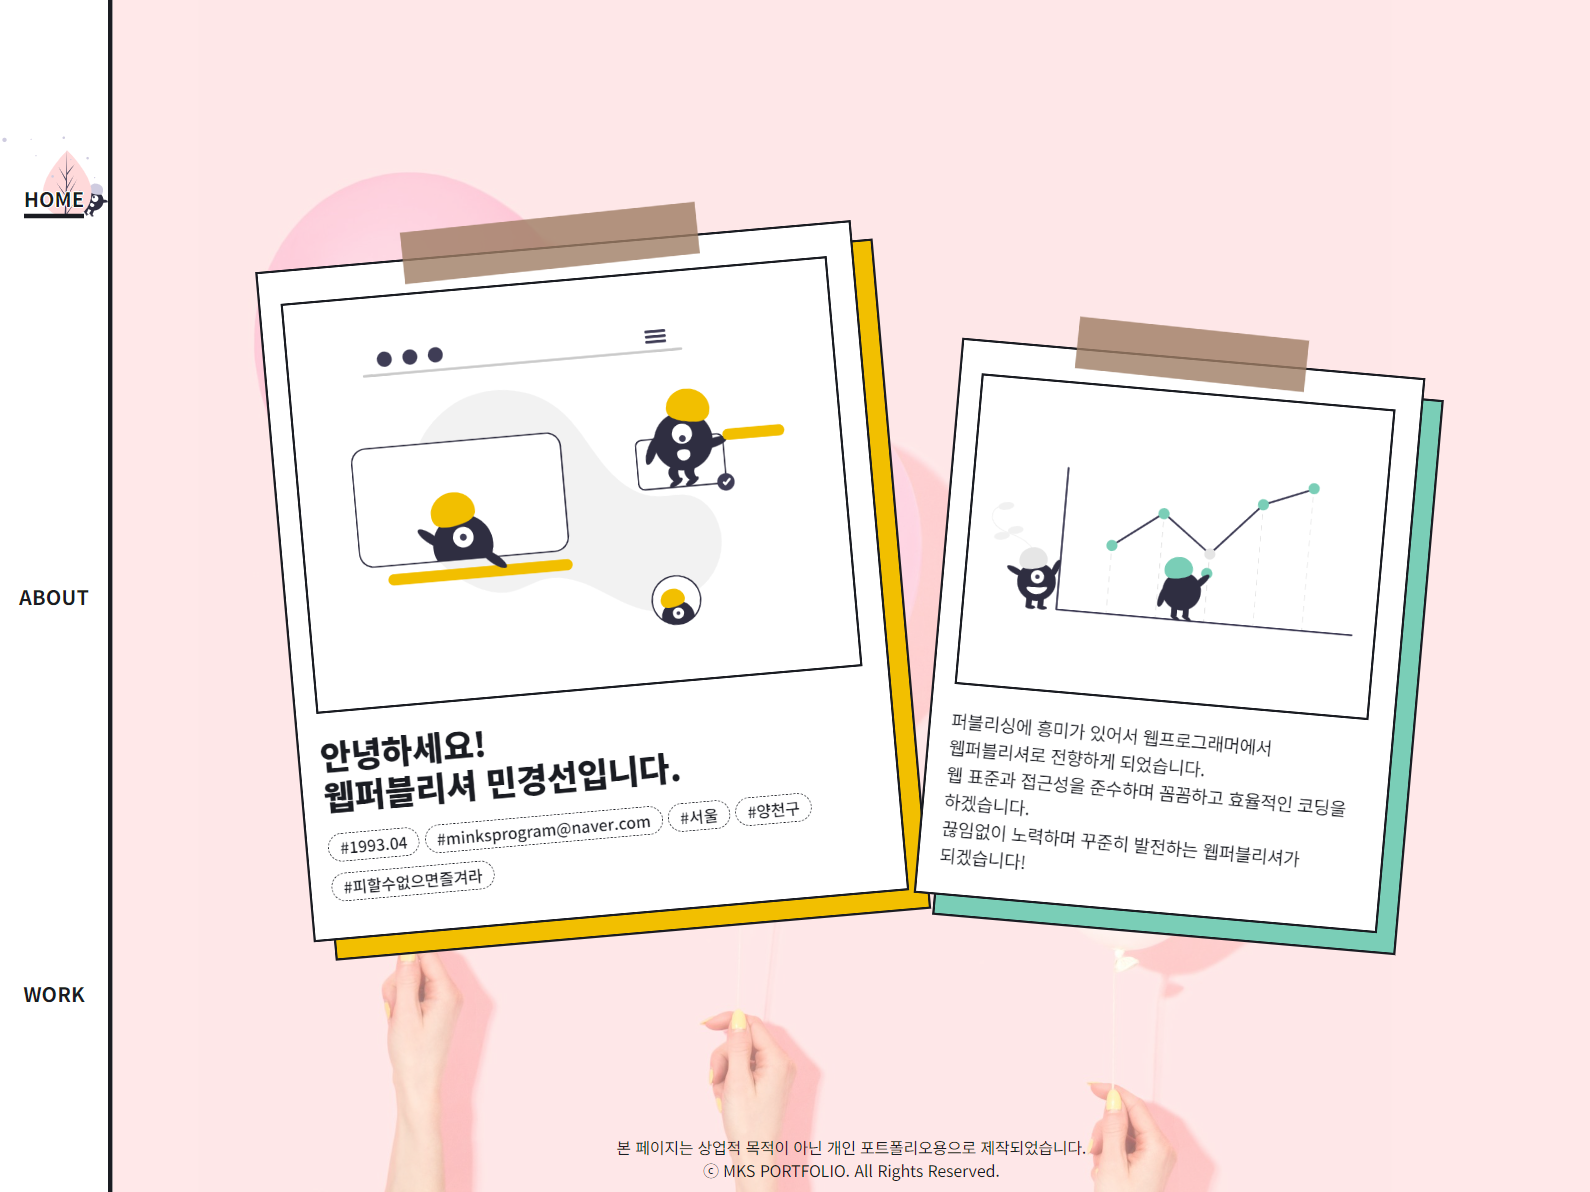 HOME
ABOUT
WORK
안녕하세요!
웹퍼블리셔 민경선입니다.
#1993.04 #minksprogram@naver.com #서울 #양천구
#피할수없으면즐겨라
퍼블리싱에 흥미가 있어서 웹프로그래머에서
웹퍼블리셔로 전향하게 되었습니다.
웹 표준과 접근성을 준수하며 꼼꼼하고 효율적인 코딩을
하겠습니다.
끊임없이 노력하며 꾸준히 발전하는 웹퍼블리셔가
되겠습니다!
본 페이지는 상업적 목적이 아닌 개인 포트폴리오용으로 제작되었습니다.
ⓒ MKS PORTFOLIO. All Rights Reserved.